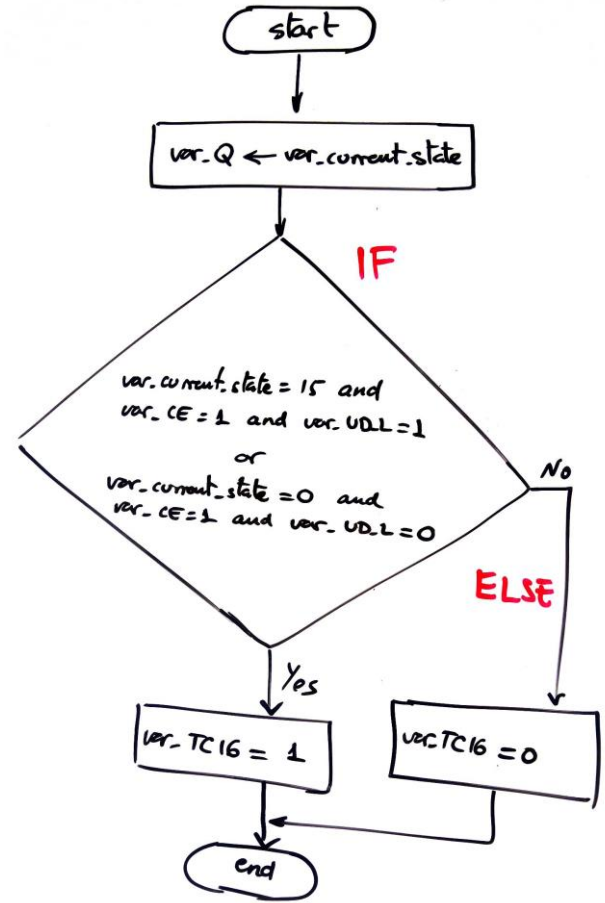 start
var_Q ← var_current_state
IF
var_current_state = 15 and
var_CE = 1 and var_UD_L = 1
or
var_current_state = 0 and
var_CE = 1 and var_UD_L = 0
No
ELSE
Yes
var_TC16 = 1
var_TC16 = 0
end